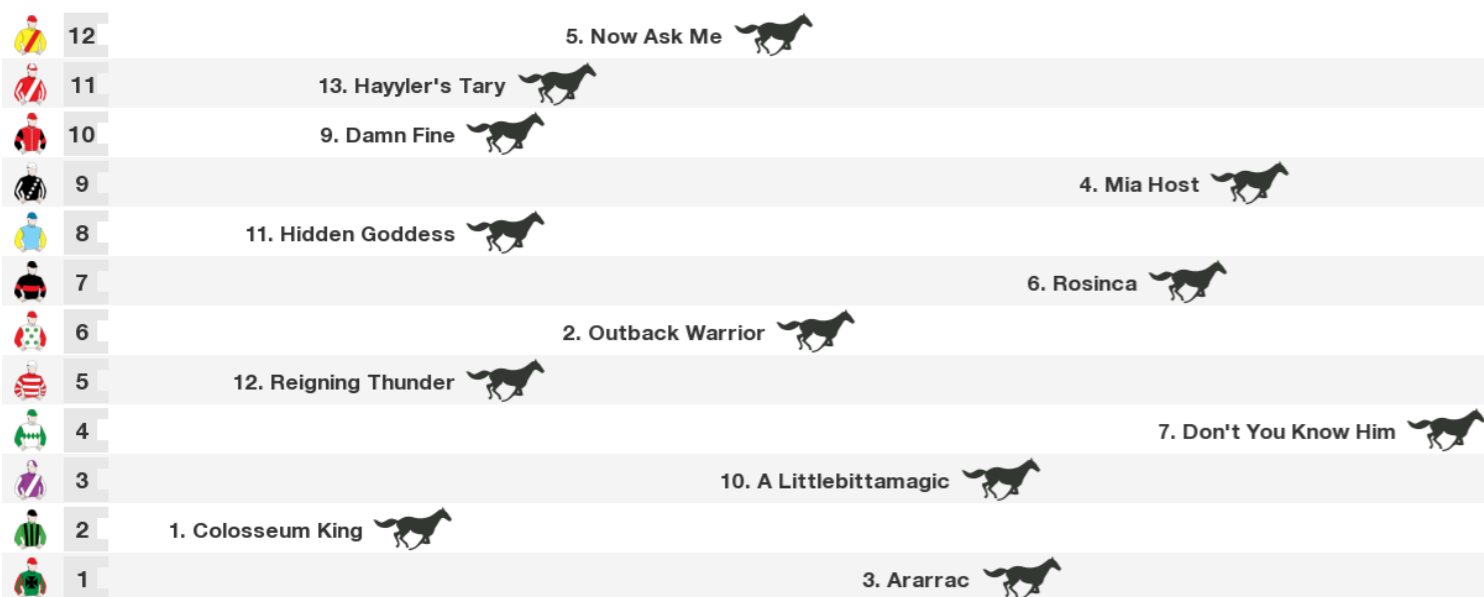 12 5. Now Ask Me
11 13. Hayyler's Tary
10 9. Damn Fine
9 4. Mia Host
8 11. Hidden Goddess
7 6. Rosinca
6 2. Outback Warrior
5 12. Reigning Thunder
4 7. Don't You Know Him
3 10. A Littlebittamagic
2 1. Colosseum King
1 3. Ararrac